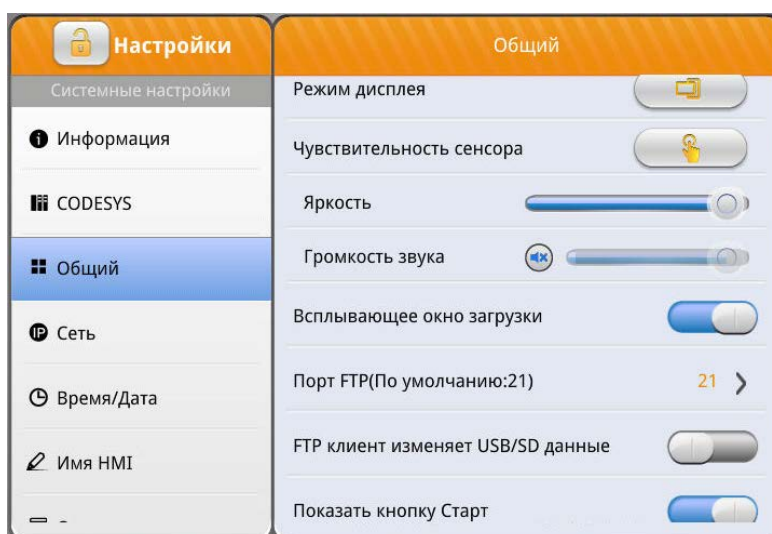 Настройки
Системные настройки
Информация
CODESYS
Общий
IP Сеть
Время/Дата
Имя HMI
Общий
Режим дисплея
Чувствительность сенсора
Яркость
Громкость звука
Всплывающее окно загрузки
Порт FTP(По умолчанию:21) 21
FTP клиент изменяет USB/SD данные
Показать кнопку Старт